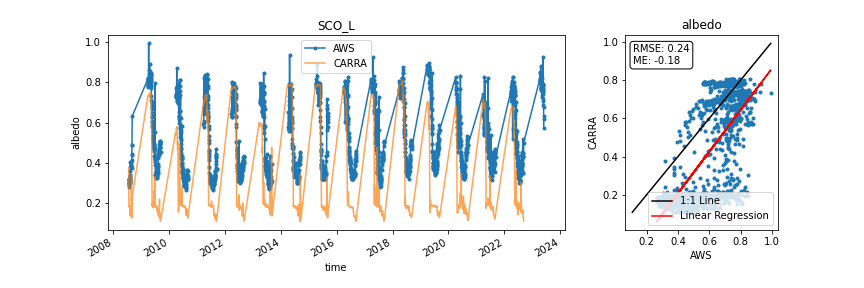 SCO_L
albedo
1.0
0.8
0.6
0.4
0.2
AWS
CARRA
2008
2010
2012
2014
2016
2018
2020
2022
2024
time
albedo
RMSE: 0.24
ME: -0.18
1.0
0.8
0.6
0.4
0.2
CARRA
1:1 Line
Linear Regression
0.2
0.4
0.6
0.8
1.0
AWS